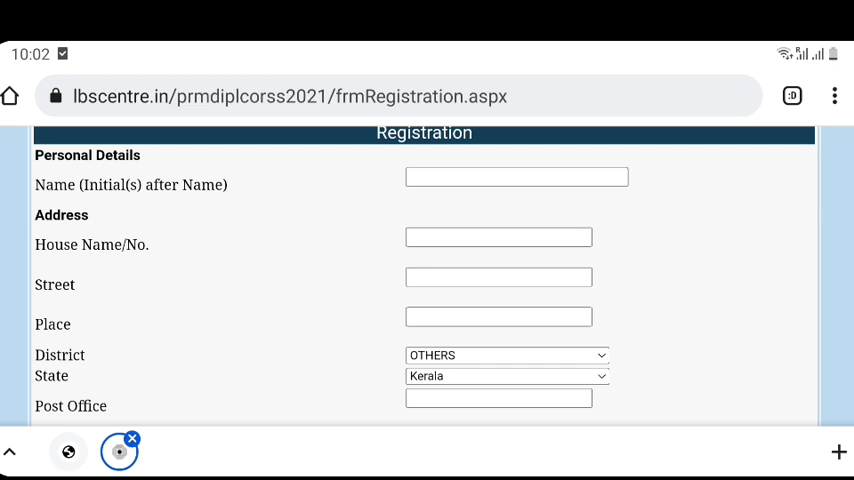 10:02
lbscentre.in/prmdiplcorss2021/frmRegistration.aspx
:D
Registration
Personal Details
Name (Initial(s) after Name)
Address
House Name/No.
Street
Place
District OTHERS
State Kerala
Post Office